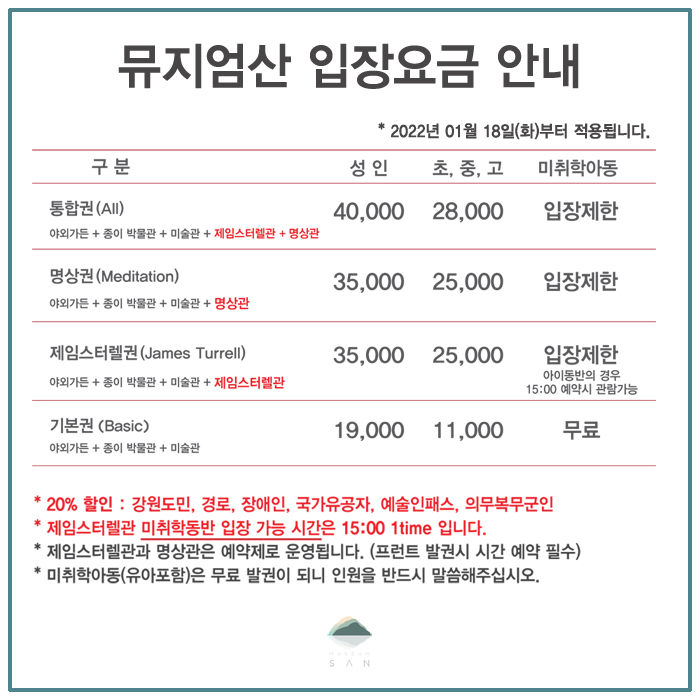 뮤지엄산 입장요금 안내
* 2022년 01월 18일(화)부터 적용됩니다.
구 분 성 인 초, 중, 고 미취학아동
통합권(All) 40,000 28,000 입장제한
야외가든 + 종이 박물관 + 미술관 + 제임스터렐관 + 명상관
명상권(Meditation) 35,000 25,000 입장제한
야외가든 + 종이 박물관 + 미술관 + 명상관
제임스터렐권(James Turrell) 35,000 25,000 입장제한
야외가든 + 종이 박물관 + 미술관 + 제임스터렐관
아이동반의 경우
15:00 예약시 관람가능
기본권 (Basic) 19,000 11,000 무료
야외가든 + 종이 박물관 + 미술관
* 20% 할인 : 강원도민, 경로, 장애인, 국가유공자, 예술인패스, 의무복무군인
* 제임스터렐관 미취학동반 입장 가능 시간은 15:00 1time 입니다.
* 제임스터렐관과 명상관은 예약제로 운영됩니다. (프런트 발권시 시간 예약 필수)
* 미취학아동(유아포함)은 무료 발권이 되니 인원을 반드시 말씀해주십시오.
MUSEUM
SAN